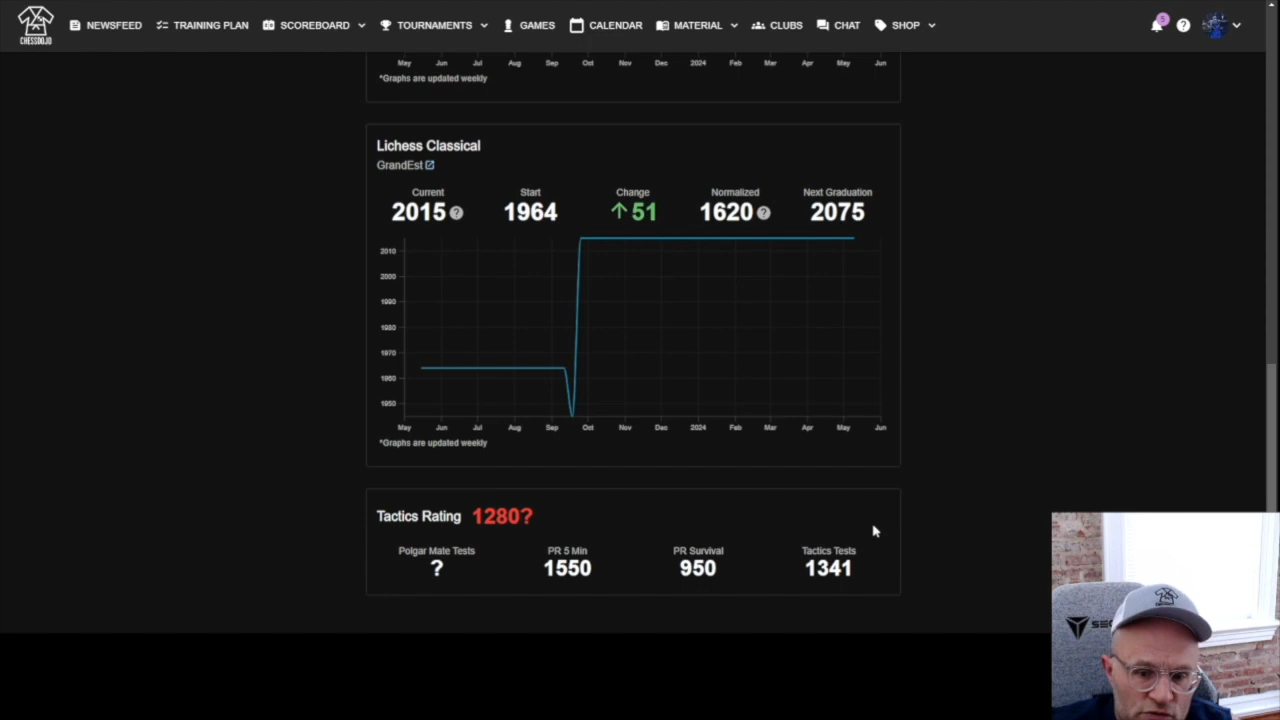 CHESSDOJO
NEWSFEED TRAINING PLAN SCOREBOARD TOURNAMENTS GAMES CALENDAR MATERIAL CLUBS CHAT SHOP 3
May Jun Jul Aug Sep Oct Nov Dec 2024 Feb Mar Apr May Jun
*Graphs are updated weekly
Lichess Classical
GrandEst
Current Start Change Normalized Next Graduation
2015 ? 1964 ↑51 1620 ? 2075
2010
2000
1990
1980
1970
1960
1950
May Jun Jul Aug Sep Oct Nov Dec 2024 Feb Mar Apr May Jun
*Graphs are updated weekly
Tactics Rating 1280?
Polgar Mate Tests PR 5 Min PR Survival Tactics Tests
? 1550 950 1341